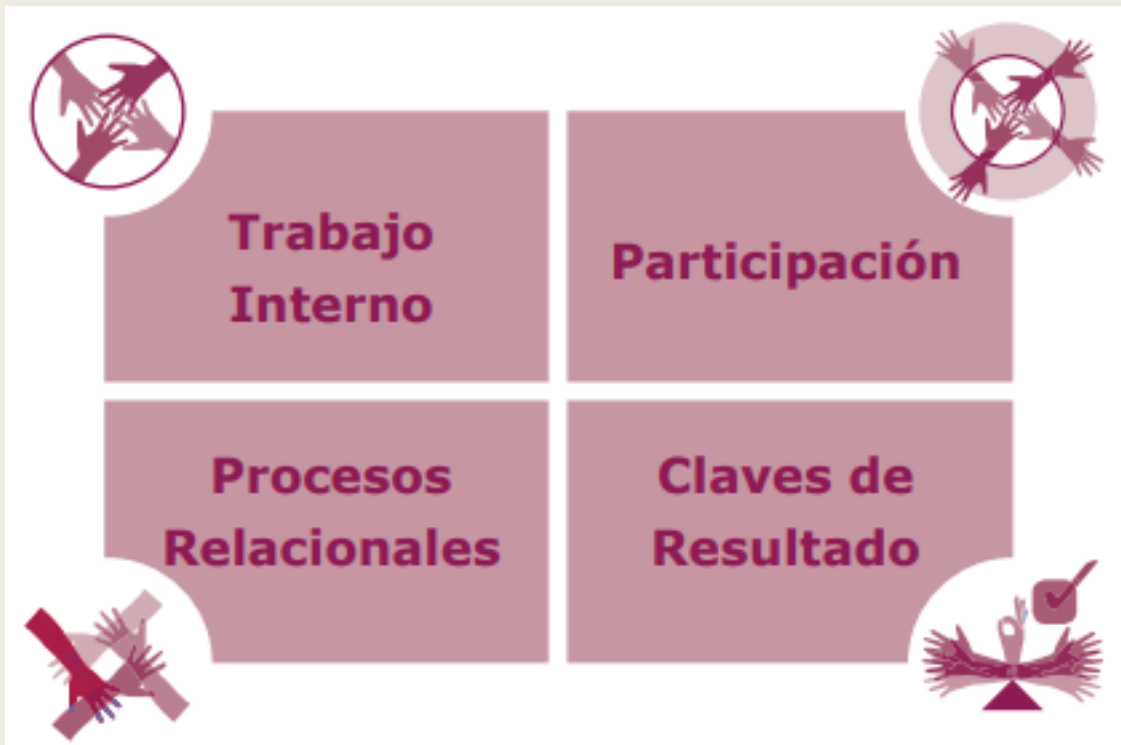 Trabajo
Interno
Participación
Procesos
Relacionales
Claves de
Resultado